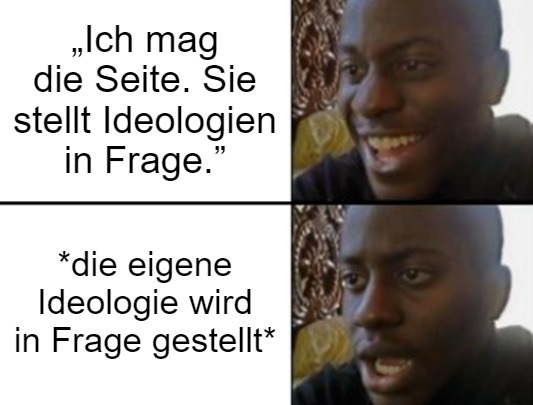 „Ich mag
die Seite. Sie
stellt Ideologien
in Frage.”
*die eigene
Ideologie wird
in Frage gestellt*